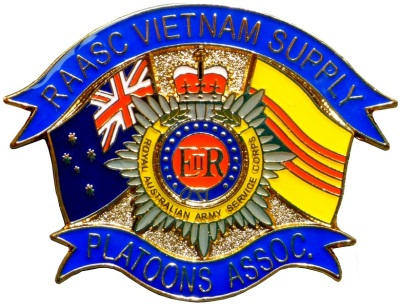 RAASC VIETNAM SUPPLY
EIIR
ROYAL AUSTRALIAN ARMY SERVICE CORPS
PLATOONS ASSOC.